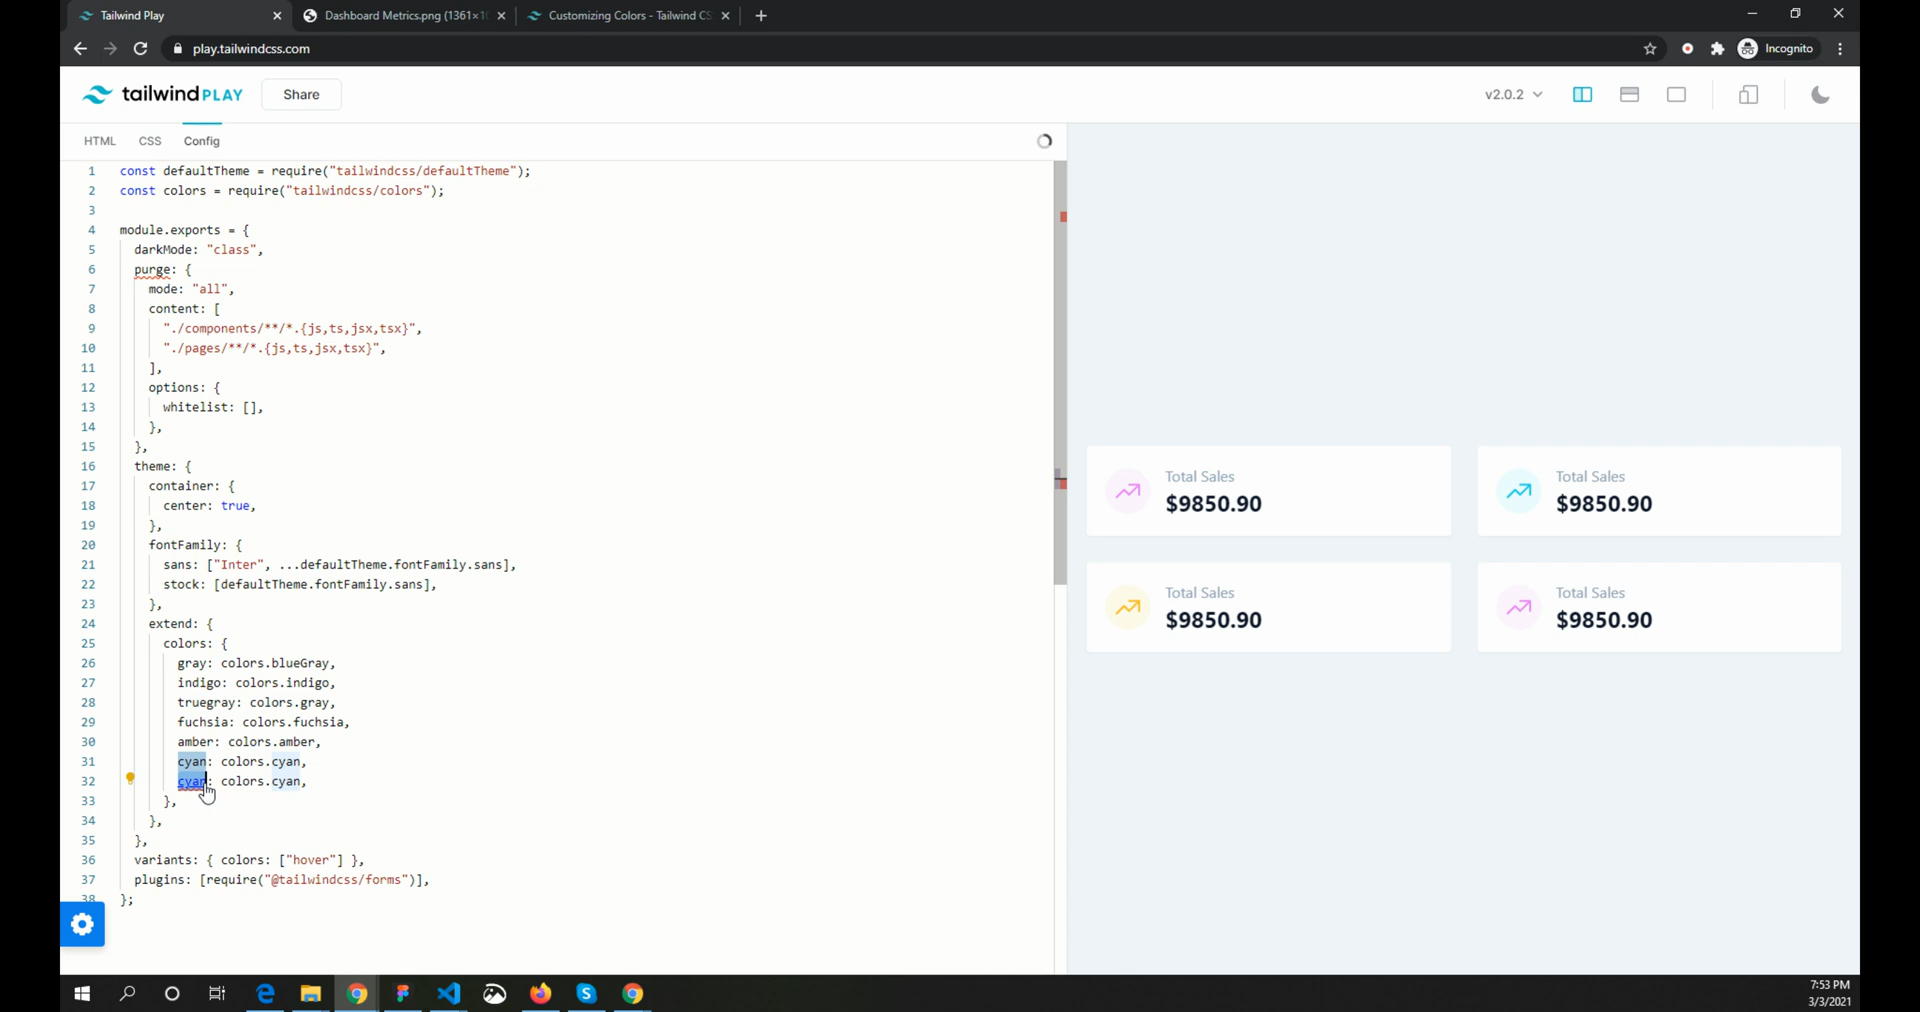 Tailwind Play
Dashboard Metrics.png (1361×10
Customizing Colors - Tailwind CS
play.tailwindcss.com
Incognito
tailwind PLAY
Share
v2.0.2
HTML CSS Config
1 const defaultTheme = require("tailwindcss/defaultTheme");
2 const colors = require("tailwindcss/colors");
3
4 module.exports = {
5 darkMode: "class",
6 purge: {
7 mode: "all",
8 content: [
9 "./components/**/*.{js,ts,jsx,tsx}",
10 "./pages/**/*.{js,ts,jsx,tsx}",
11 ],
12 options: {
13 whitelist: [],
14 },
15 },
16 theme: {
17 container: {
18 center: true,
19 },
20 fontFamily: {
21 sans: ["Inter", ...defaultTheme.fontFamily.sans],
22 stock: [defaultTheme.fontFamily.sans],
23 },
24 extend: {
25 colors: {
26 gray: colors.blueGray,
27 indigo: colors.indigo,
28 truegray: colors.gray,
29 fuchsia: colors.fuchsia,
30 amber: colors.amber,
31 cyan: colors.cyan,
32 cyan: colors.cyan,
33 },
34 },
35 },
36 variants: { colors: ["hover"] },
37 plugins: [require("@tailwindcss/forms")],
38 };
Total Sales
$9850.90
Total Sales
$9850.90
Total Sales
$9850.90
Total Sales
$9850.90
7:53 PM
3/3/2021